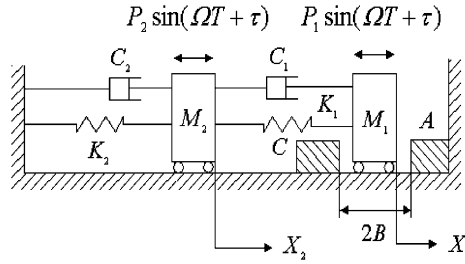 P₂ sin(ΩT + τ) P₁ sin(ΩT + τ)
C₂ C₁
K₁
M₂ M₁ A
K₂ C
2B
X₂ X